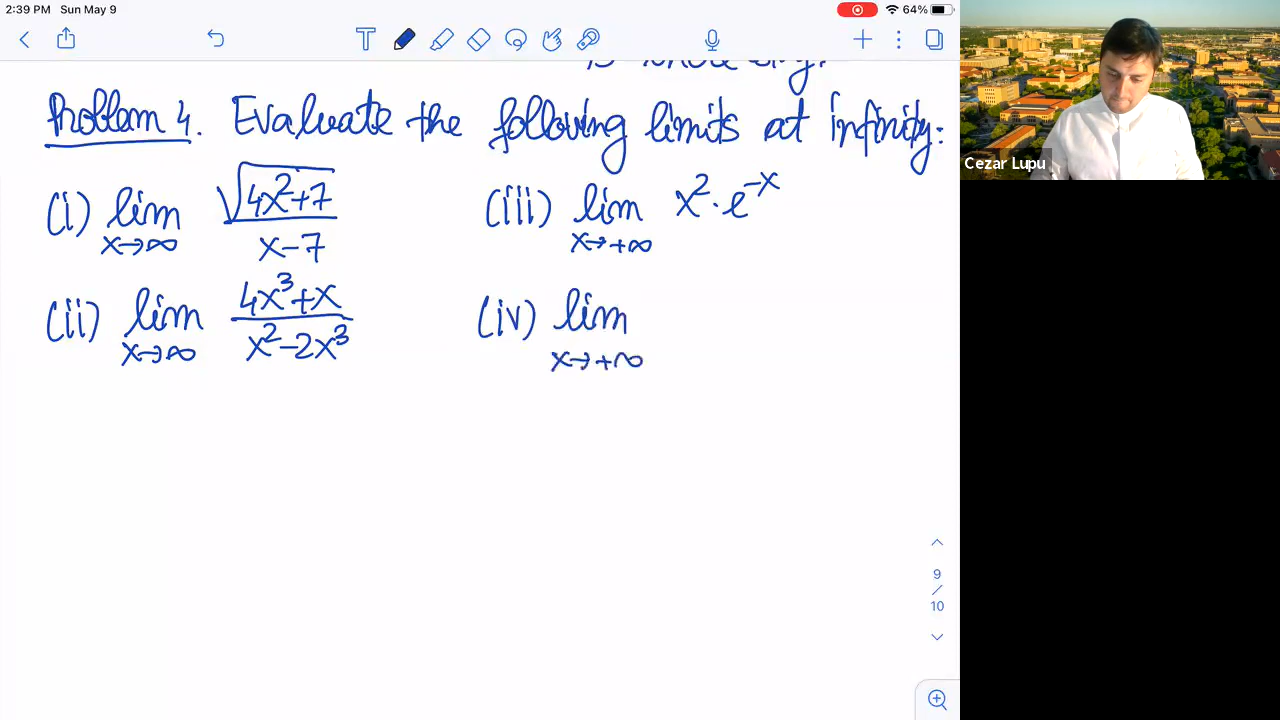 2:39 PM Sun May 9
64%
Problem 4. Evaluate the following limits at infinity:
(i) lim x→∞ √(4x²+7) / (x-7)
(ii) lim x→∞ (4x³+x) / (x²-2x³)
(iii) lim x→+∞ x²·e^(-x)
(iv) lim x→+∞
9
/
10
Cezar Lupu